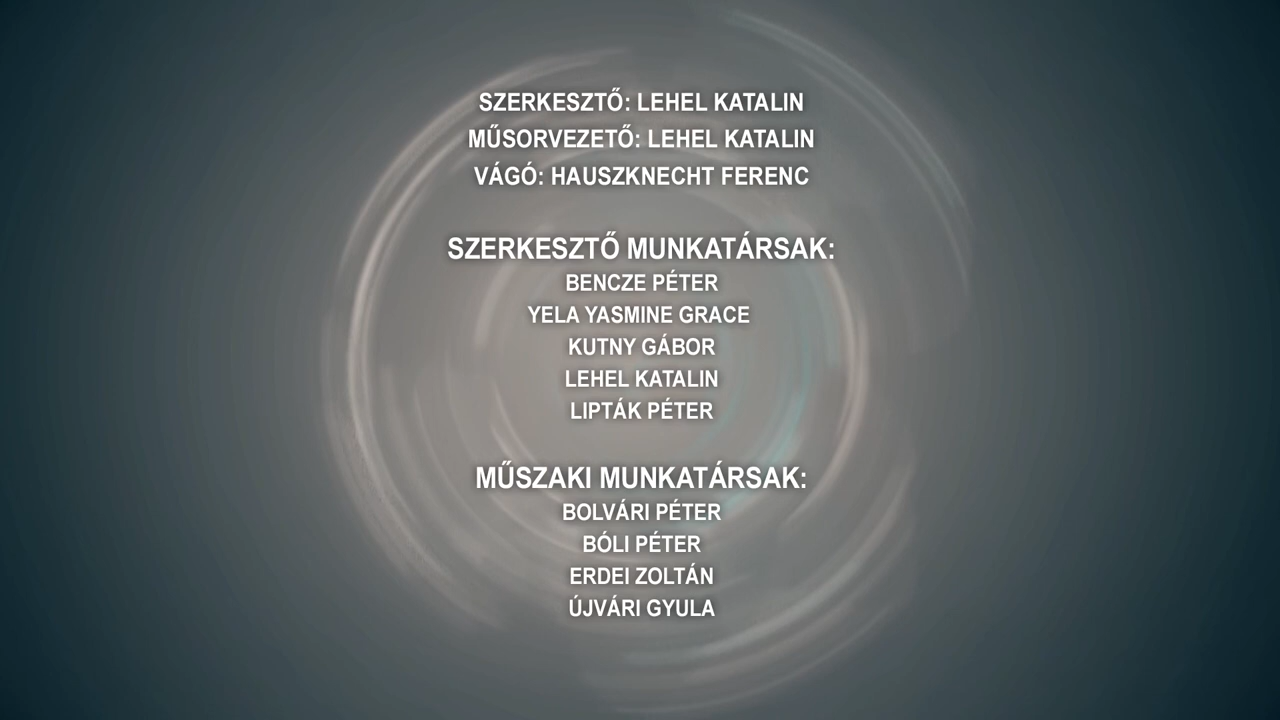 SZERKESZTŐ: LEHEL KATALIN
MŰSORVEZETŐ: LEHEL KATALIN
VÁGÓ: HAUSZKNECHT FERENC
SZERKESZTŐ MUNKATÁRSAK:
BENCZE PÉTER
YELA YASMINE GRACE
KUTNY GÁBOR
LEHEL KATALIN
LIPTÁK PÉTER
MŰSZAKI MUNKATÁRSAK:
BOLVÁRI PÉTER
BÓLI PÉTER
ERDEI ZOLTÁN
ÚJVÁRI GYULA